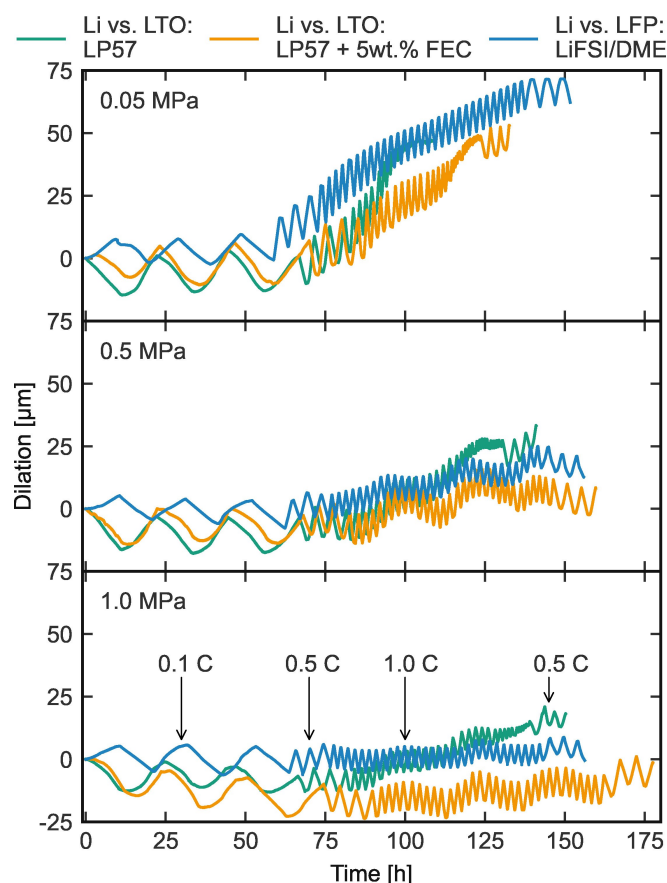 Li vs. LTO:
LP57
Li vs. LTO:
LP57 + 5wt.% FEC
Li vs. LFP:
LiFSI/DME
75
0.05 MPa
50
25
0
75
0.5 MPa
50
25
0
75
1.0 MPa
50
0.1 C
0.5 C
1.0 C
0.5 C
25
0
-25
Dilation [µm]
0
25
50
75
100
125
150
175
Time [h]